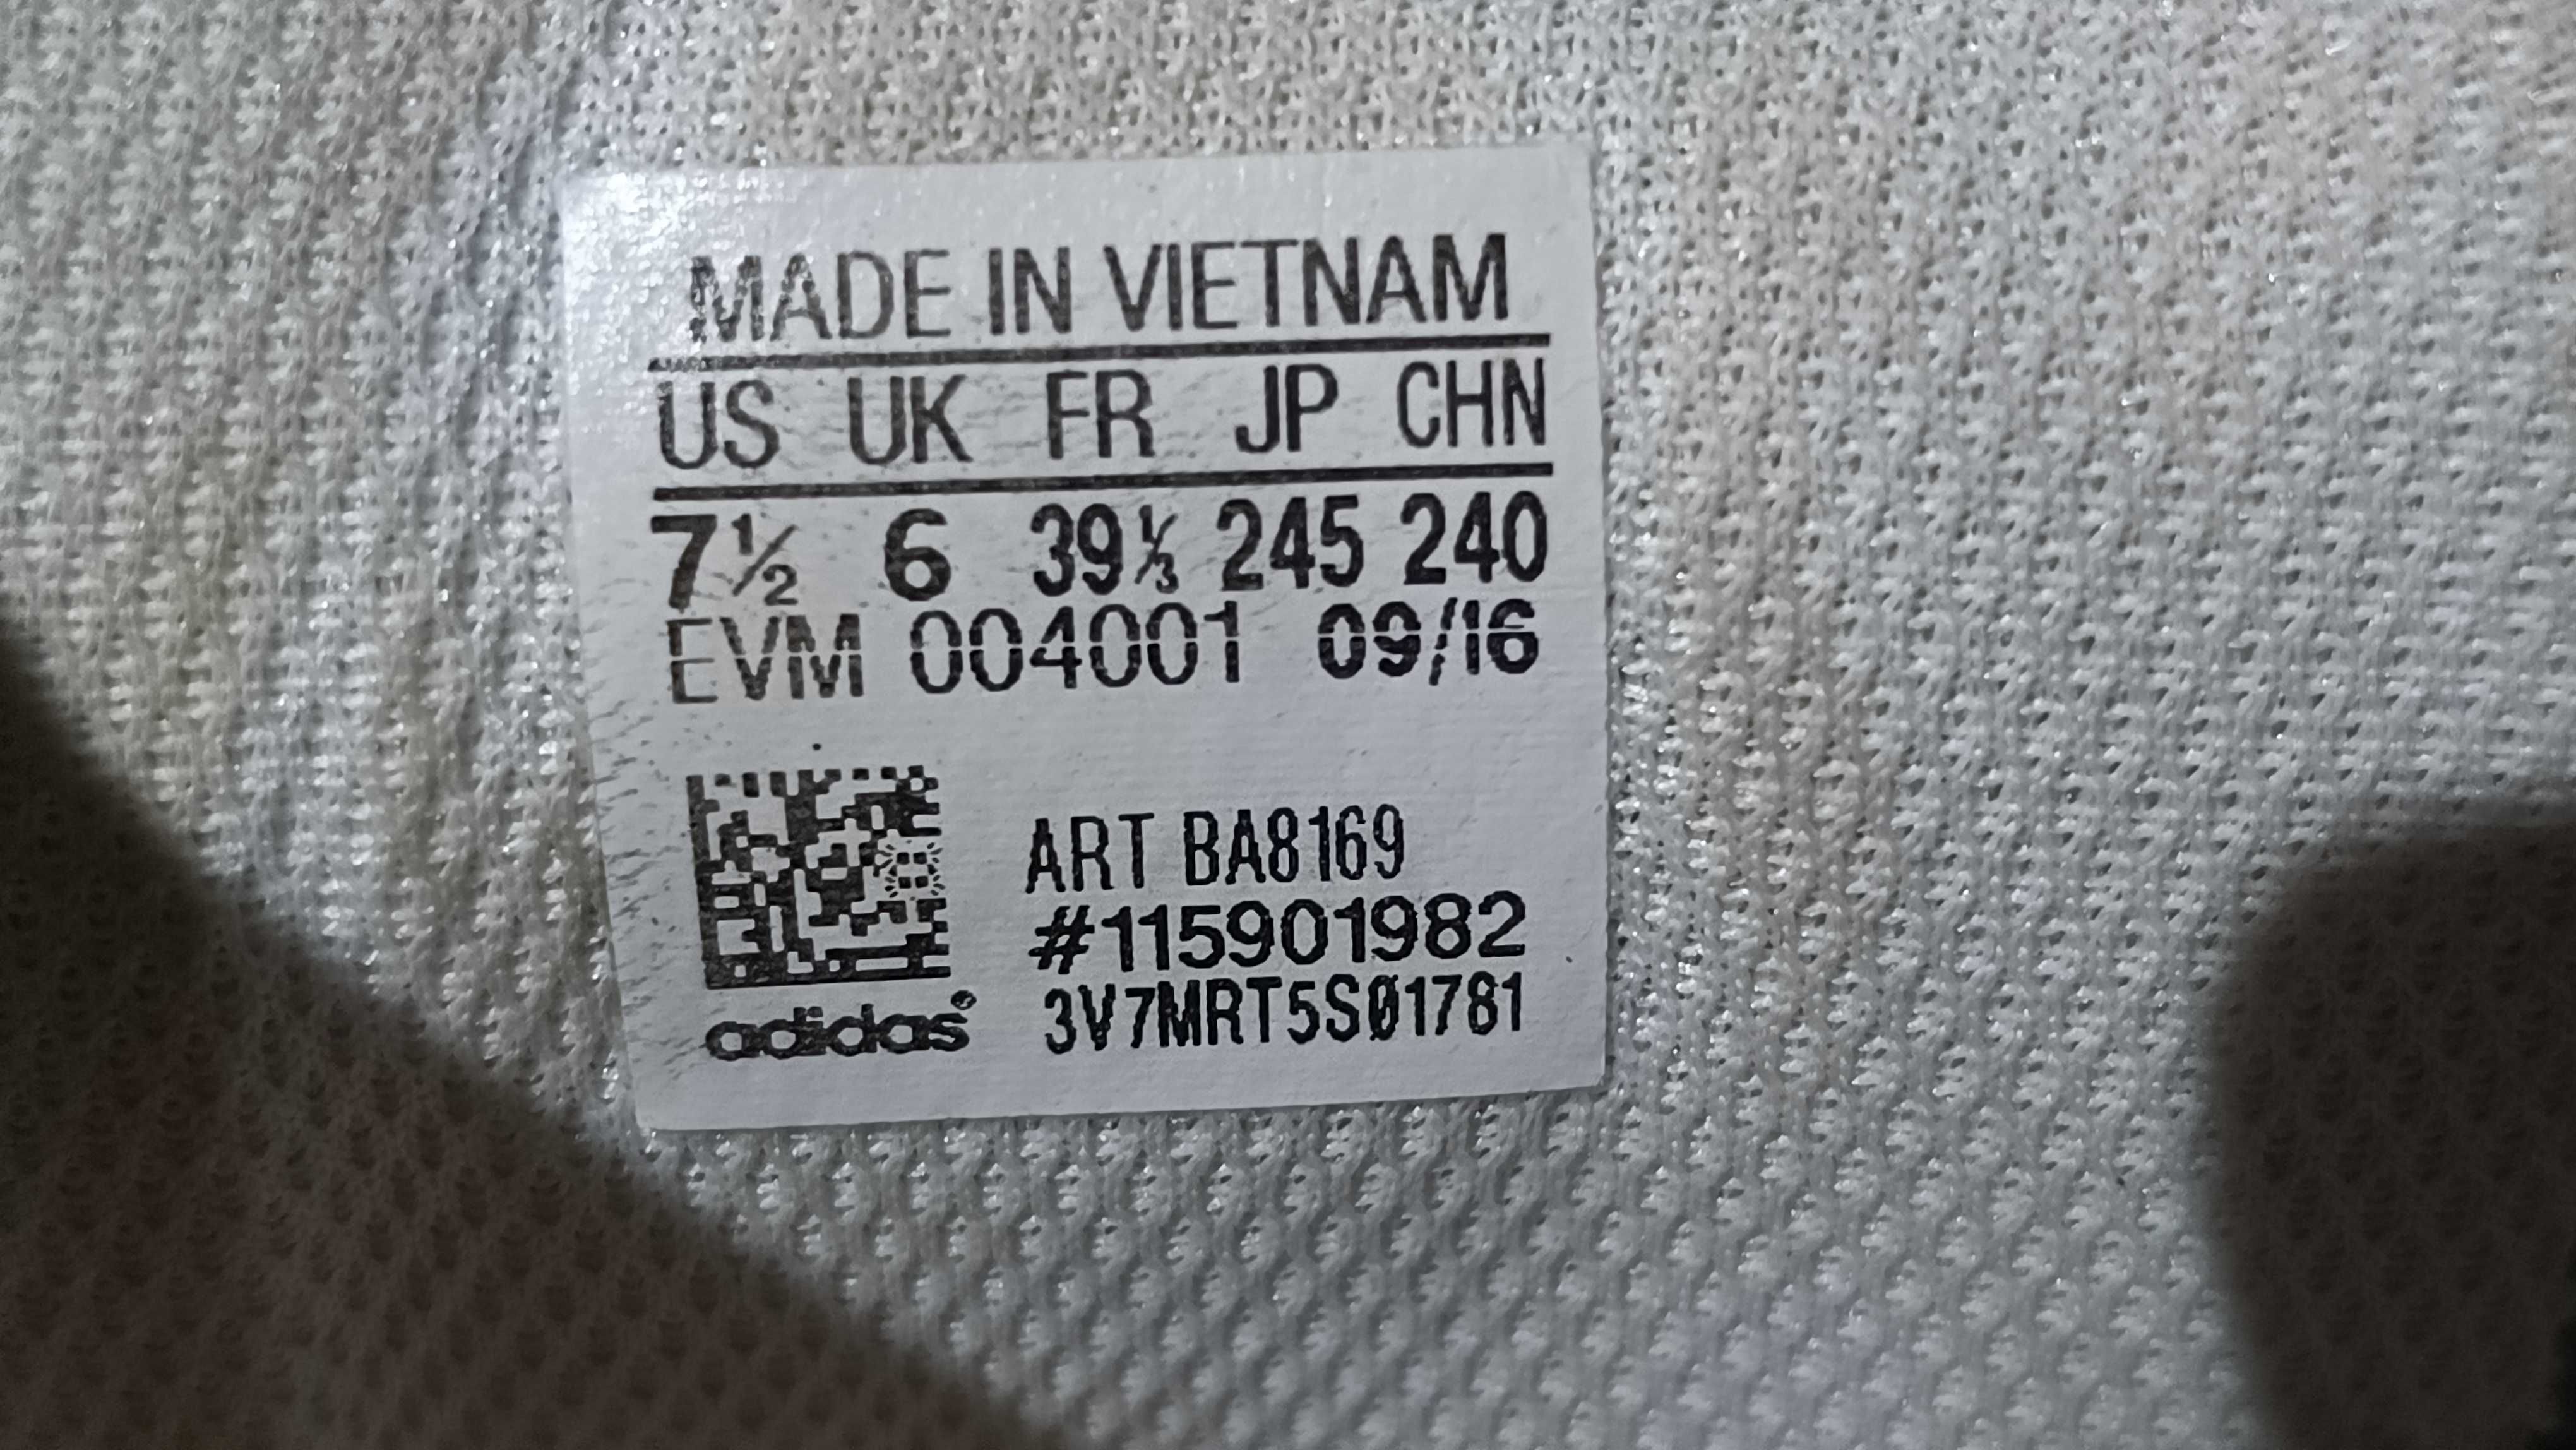 MADE IN VIETNAM
US UK FR JP CHN
7½ 6 39⅓ 245 240
EVM 004001 09/16
ART BA8169
#115901982
adidas® 3V7MRT5SØ1781